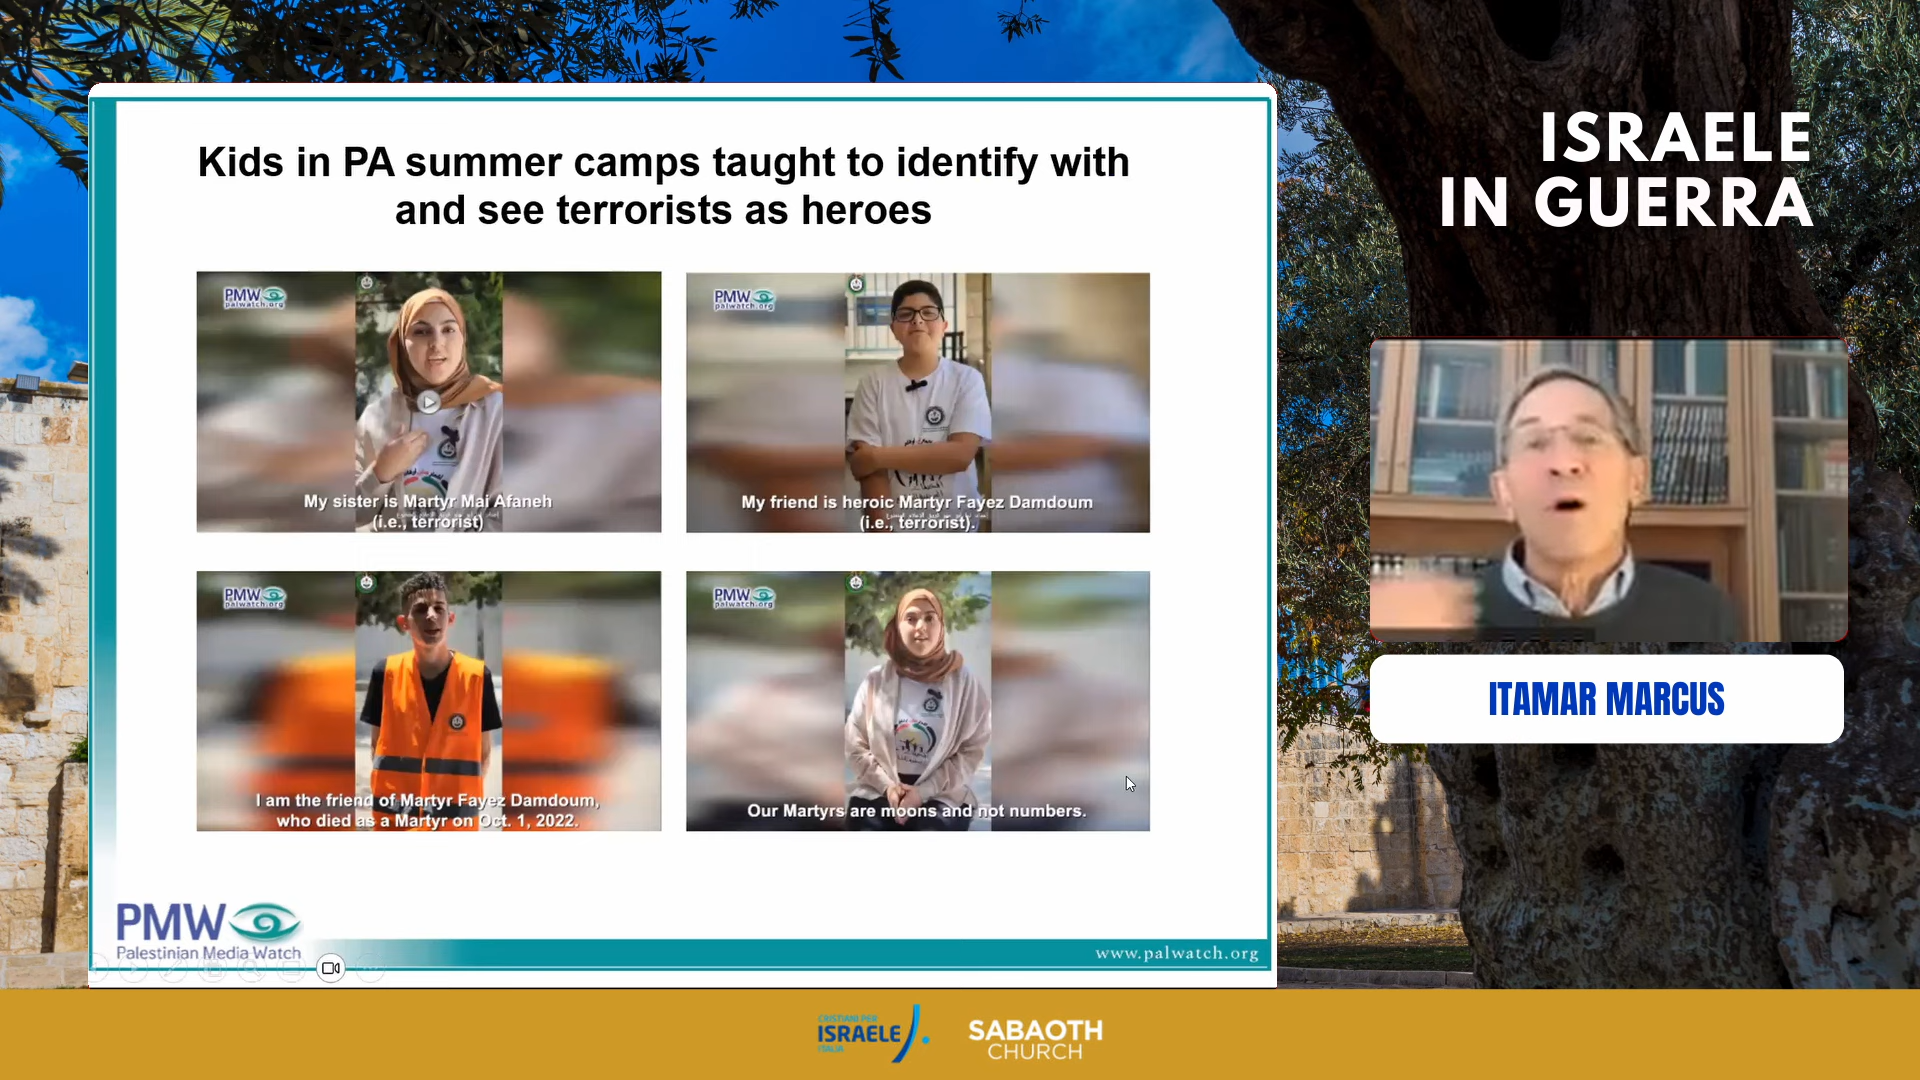 Kids in PA summer camps taught to identify with
and see terrorists as heroes
PMW
palwatch.org
My sister is Martyr Mai Afaneh
(i.e., terrorist)
PMW
palwatch.org
My friend is heroic Martyr Fayez Damdoum
(i.e., terrorist).
PMW
palwatch.org
I am the friend of Martyr Fayez Damdoum,
who died as a Martyr on Oct. 1, 2022.
PMW
palwatch.org
Our Martyrs are moons and not numbers.
PMW
Palestinian Media Watch
www.palwatch.org
ISRAELE
IN GUERRA
ITAMAR MARCUS
CRISTIANI PER
ISRAELE
ITALIA
SABAOTH
CHURCH